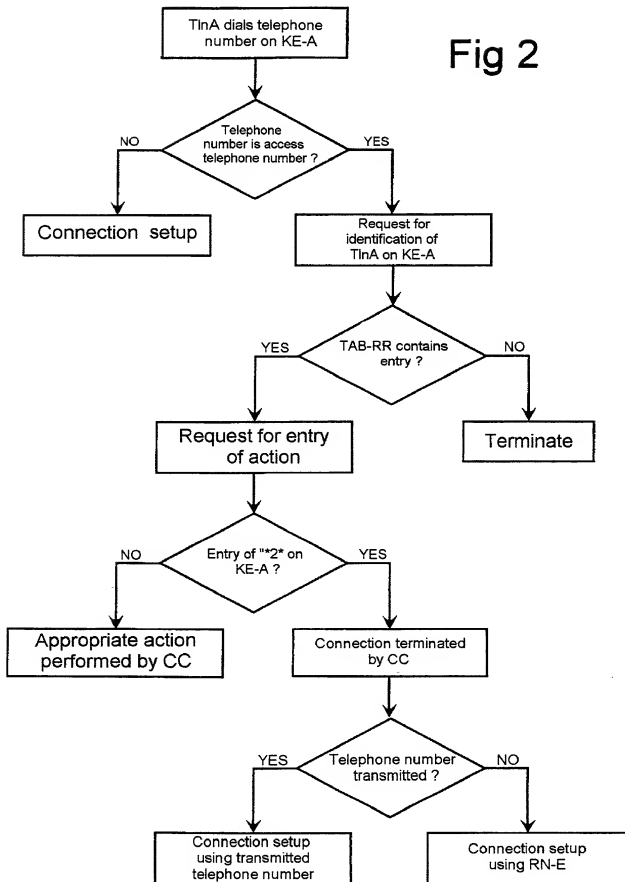 TlnA dials telephone
number on KE-A
Fig 2
Telephone
number is access
telephone number ?
NO
YES
Connection setup
Request for
identification of
TlnA on KE-A
TAB-RR contains
entry ?
YES
NO
Request for entry
of action
Terminate
Entry of "*2* on
KE-A ?
NO
YES
Appropriate action
performed by CC
Connection terminated
by CC
Telephone number
transmitted ?
YES
NO
Connection setup
using transmitted
telephone number
Connection setup
using RN-E